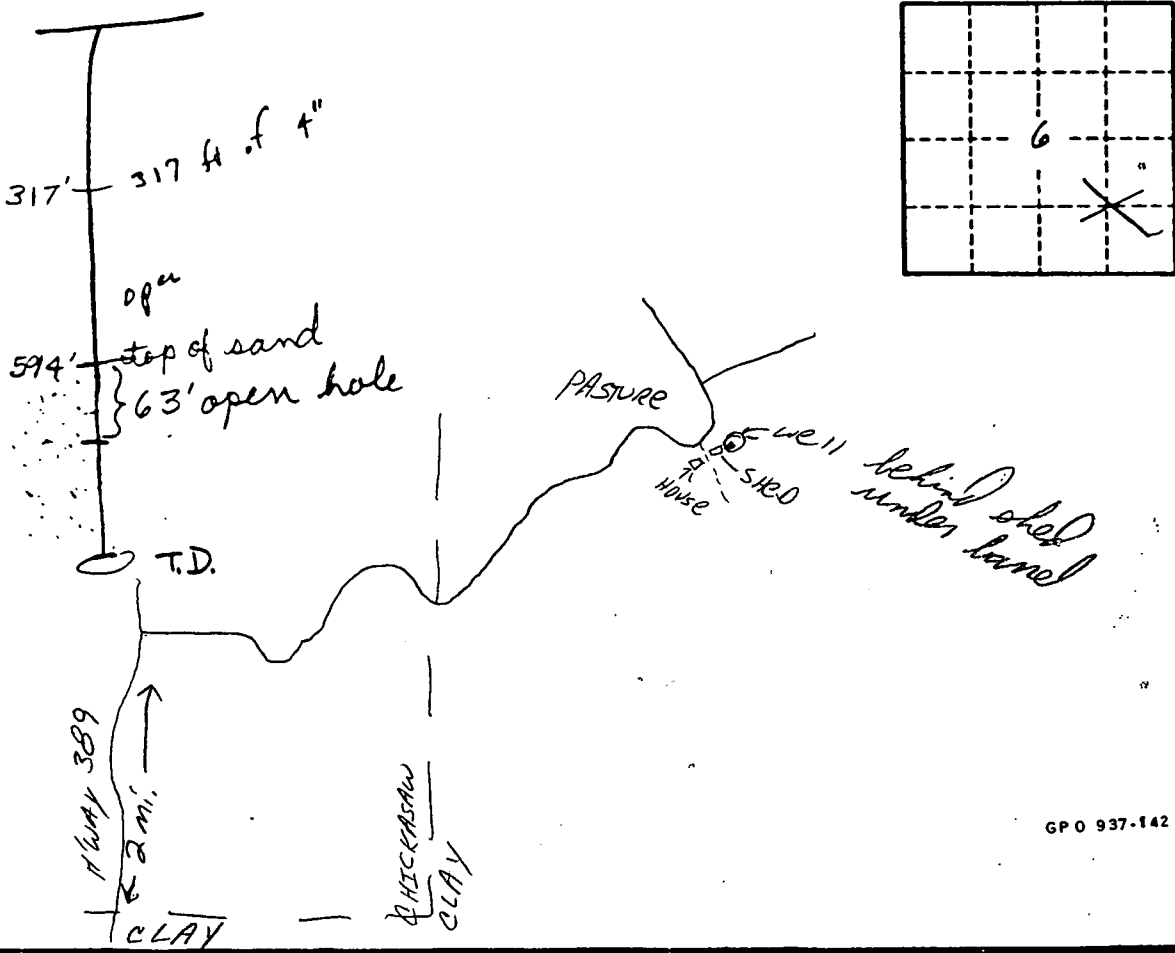 317' 317 ft of 4"
6
open
594' top of sand
63' open hole
T.D.
PASTURE
well behind shed
under barrel
HOUSE
SHED
H'WAY 389
2 mi.
CHICKASAW
CLAY
CLAY
GPO 937-142